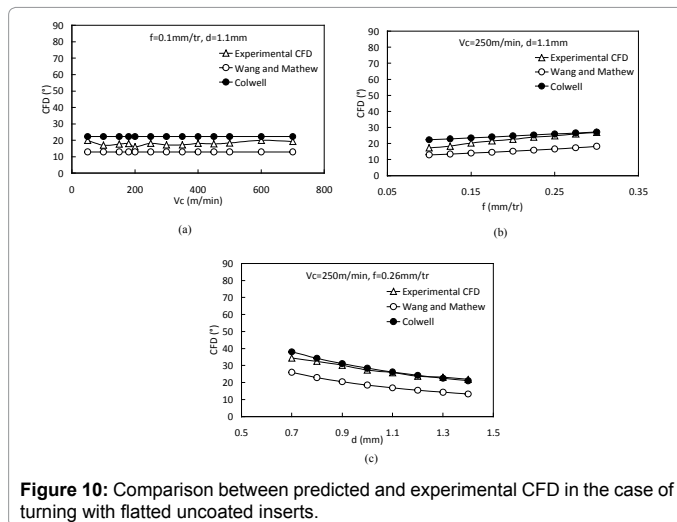 f=0.1mm/tr, d=1.1mm
Experimental CFD
Wang and Mathew
Colwell
CFD (°)
90
80
70
60
50
40
30
20
10
0
0 200 400 600 800
Vc (m/min)
(a)
Vc=250m/min, d=1.1mm
Experimental CFD
Wang and Mathew
Colwell
CFD (°)
90
80
70
60
50
40
30
20
10
0
0.05 0.15 0.25 0.35
f (mm/tr)
(b)
Vc=250m/min, f=0.26mm/tr
Experimental CFD
Wang and Mathew
Colwell
CFD (°)
90
80
70
60
50
40
30
20
10
0
0.5 0.7 0.9 1.1 1.3 1.5
d (mm)
(c)
Figure 10: Comparison between predicted and experimental CFD in the case of
turning with flatted uncoated inserts.